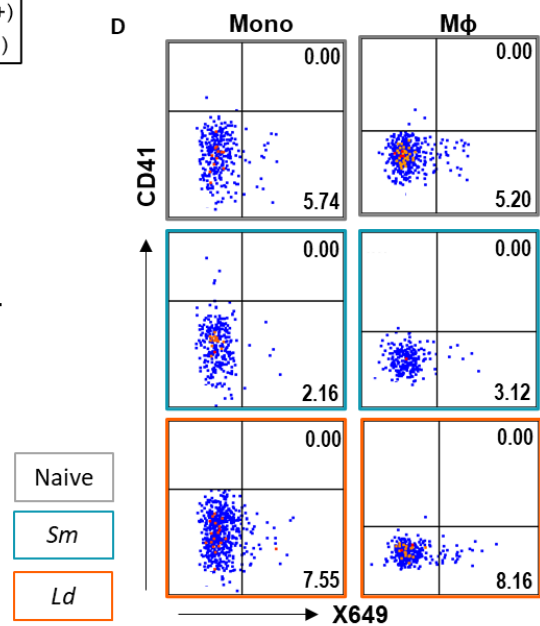 +)
)
D
Mono
Mφ
0.00
0.00
CD41
5.74
5.20
0.00
0.00
2.16
3.12
0.00
0.00
Naive
Sm
Ld
7.55
8.16
X649